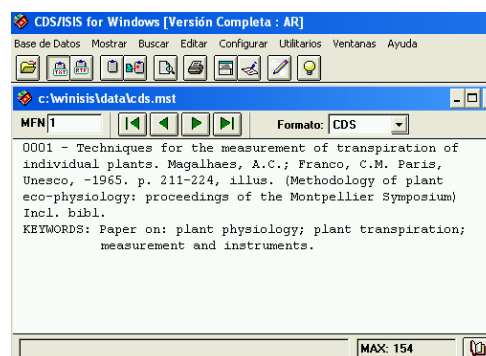 CDS/ISIS for Windows [Versión Completa : AR]
Base de Datos Mostrar Buscar Editar Configurar Utilitarios Ventanas Ayuda
TXT RTF
c:\winisis\data\cds.mst
MFN 1 Formato: CDS
0001 - Techniques for the measurement of transpiration of
individual plants. Magalhaes, A.C.; Franco, C.M. Paris,
Unesco, -1965. p. 211-224, illus. (Methodology of plant
eco-physiology: proceedings of the Montpellier Symposium)
Incl. bibl.
KEYWORDS: Paper on: plant physiology; plant transpiration;
measurement and instruments.
MAX: 154